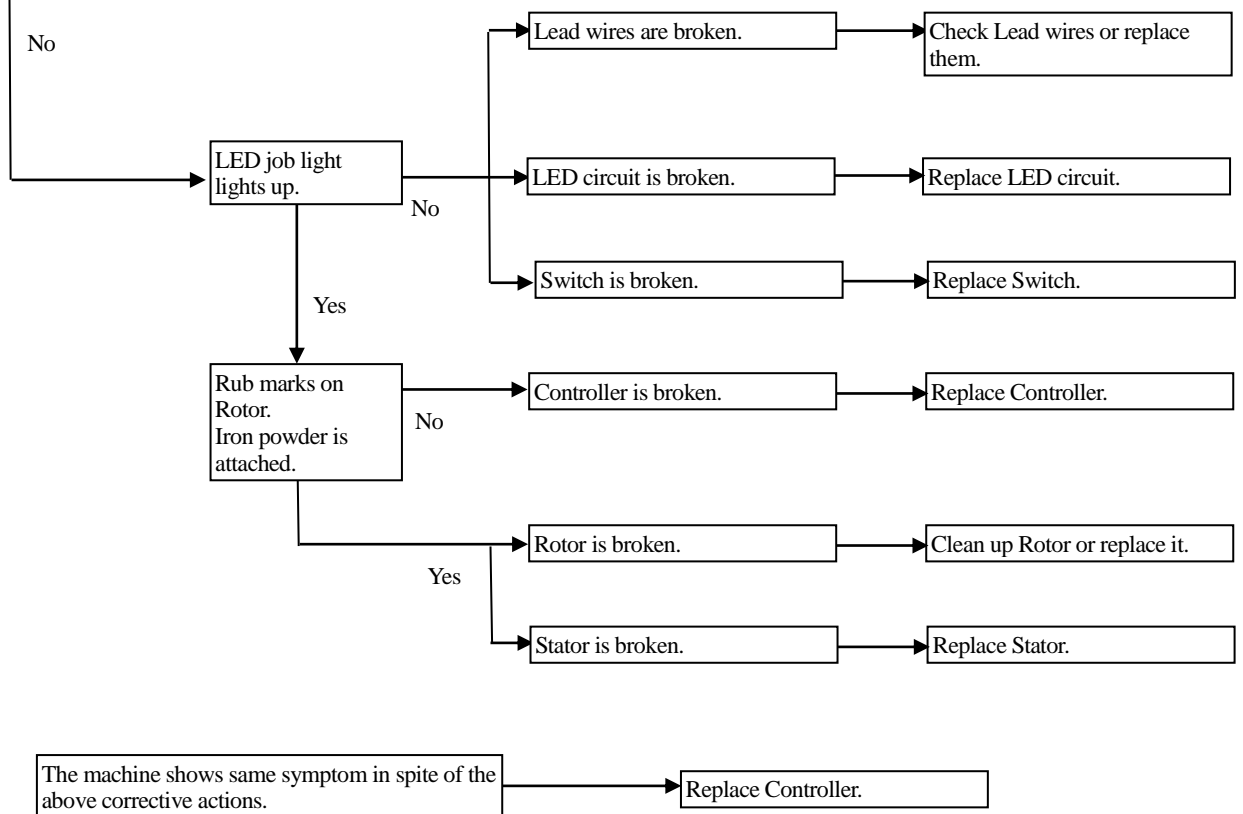 No
Lead wires are broken.
Check Lead wires or replace
them.
LED job light
lights up.
No
LED circuit is broken.
Replace LED circuit.
Switch is broken.
Replace Switch.
Yes
Rub marks on
Rotor.
Iron powder is
attached.
No
Controller is broken.
Replace Controller.
Rotor is broken.
Clean up Rotor or replace it.
Yes
Stator is broken.
Replace Stator.
The machine shows same symptom in spite of the
above corrective actions.
Replace Controller.